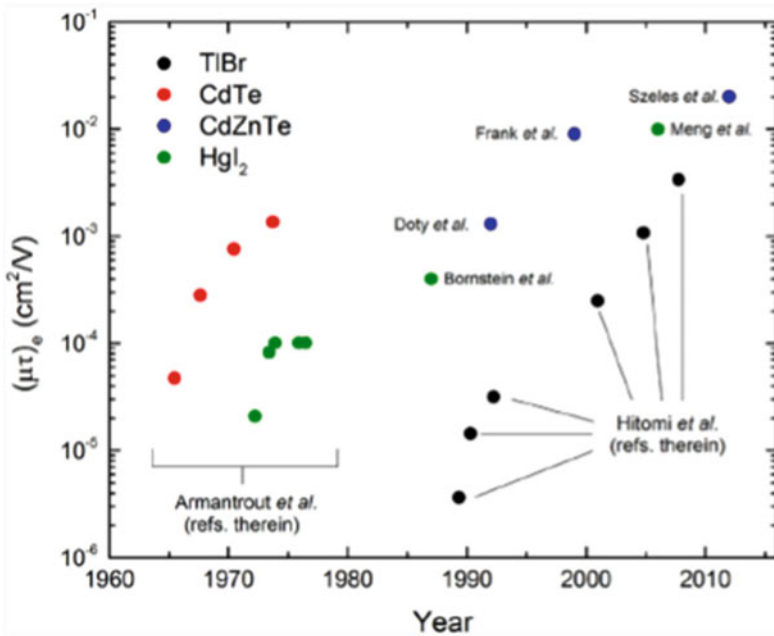 10⁻¹
10⁻²
10⁻³
10⁻⁴
10⁻⁵
10⁻⁶
(μτ)ₑ (cm²/V)
TlBr
CdTe
CdZnTe
HgI₂
Szeles et al.
Frank et al.
Meng et al.
Doty et al.
Bornstein et al.
Hitomi et al.
(refs. therein)
Armantrout et al.
(refs. therein)
1960 1970 1980 1990 2000 2010
Year